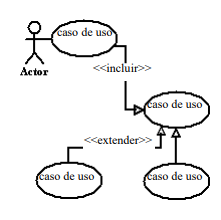 caso de uso
<<incluir>>
Actor
caso de uso
<<extender>>
caso de uso
caso de uso